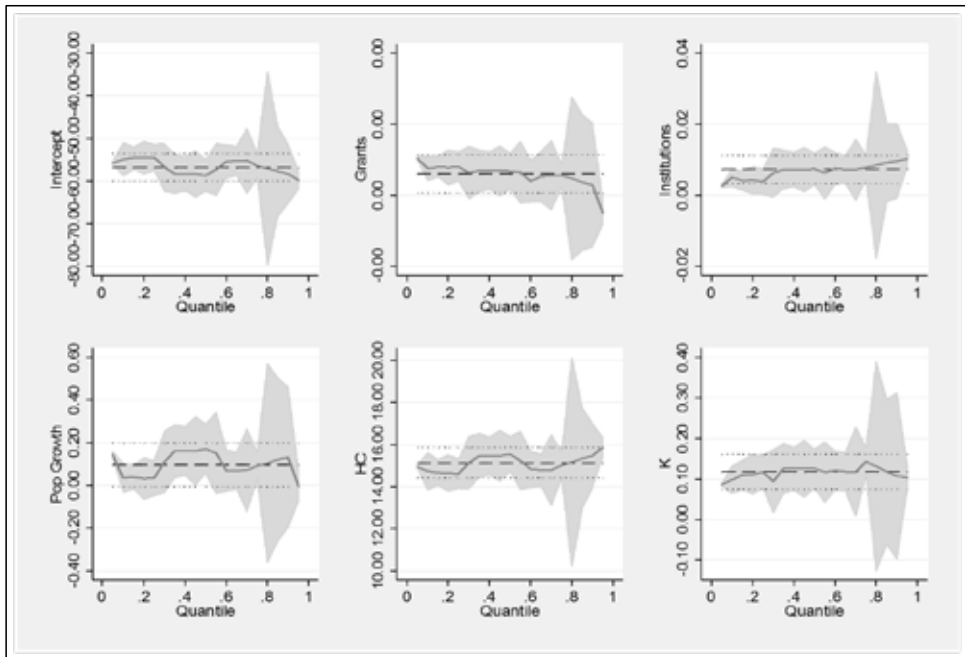 Intercept
-80.00-70.00-60.00-50.00-40.00-30.00
0 .2 .4 .6 .8 1
Quantile
Grants
-0.00 0.00 0.00 0.00
0 .2 .4 .6 .8 1
Quantile
Institutions
-0.02 0.00 0.02 0.04
0 .2 .4 .6 .8 1
Quantile
Pop Growth
-0.40 -0.20 0.00 0.20 0.40 0.60
0 .2 .4 .6 .8 1
Quantile
HC
10.00 12.00 14.00 16.00 18.00 20.00
0 .2 .4 .6 .8 1
Quantile
K
-0.10 0.00 0.10 0.20 0.30 0.40
0 .2 .4 .6 .8 1
Quantile